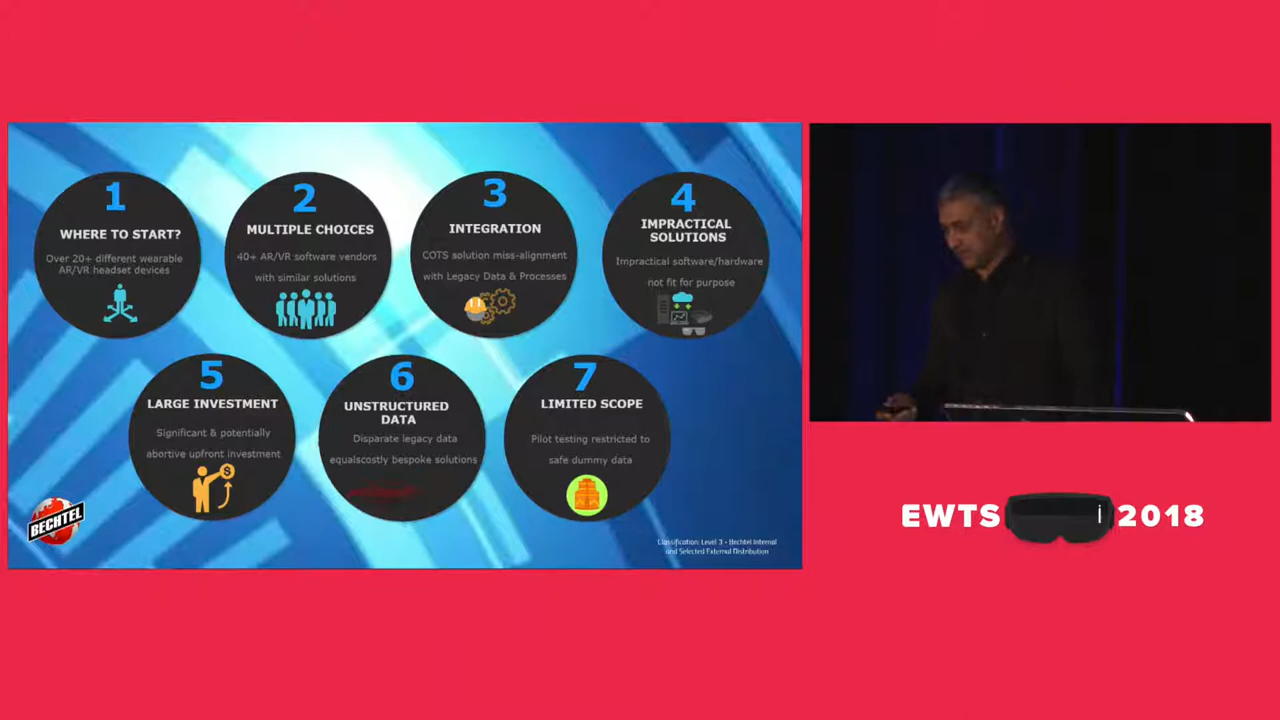 1
WHERE TO START?
Over 20+ different wearable
AR/VR headset devices
2
MULTIPLE CHOICES
40+ AR/VR software vendors
with similar solutions
3
INTEGRATION
COTS solution miss-alignment
with Legacy Data & Processes
4
IMPRACTICAL
SOLUTIONS
Impractical software/hardware
not fit for purpose
5
LARGE INVESTMENT
Significant & potentially
abortive upfront investment
6
UNSTRUCTURED
DATA
Disparate legacy data
equalscostly bespoke solutions
7
LIMITED SCOPE
Pilot testing restricted to
safe dummy data
BECHTEL
Classification: Level 3 - Bechtel Internal
and Selected External Distribution
EWTS 2018